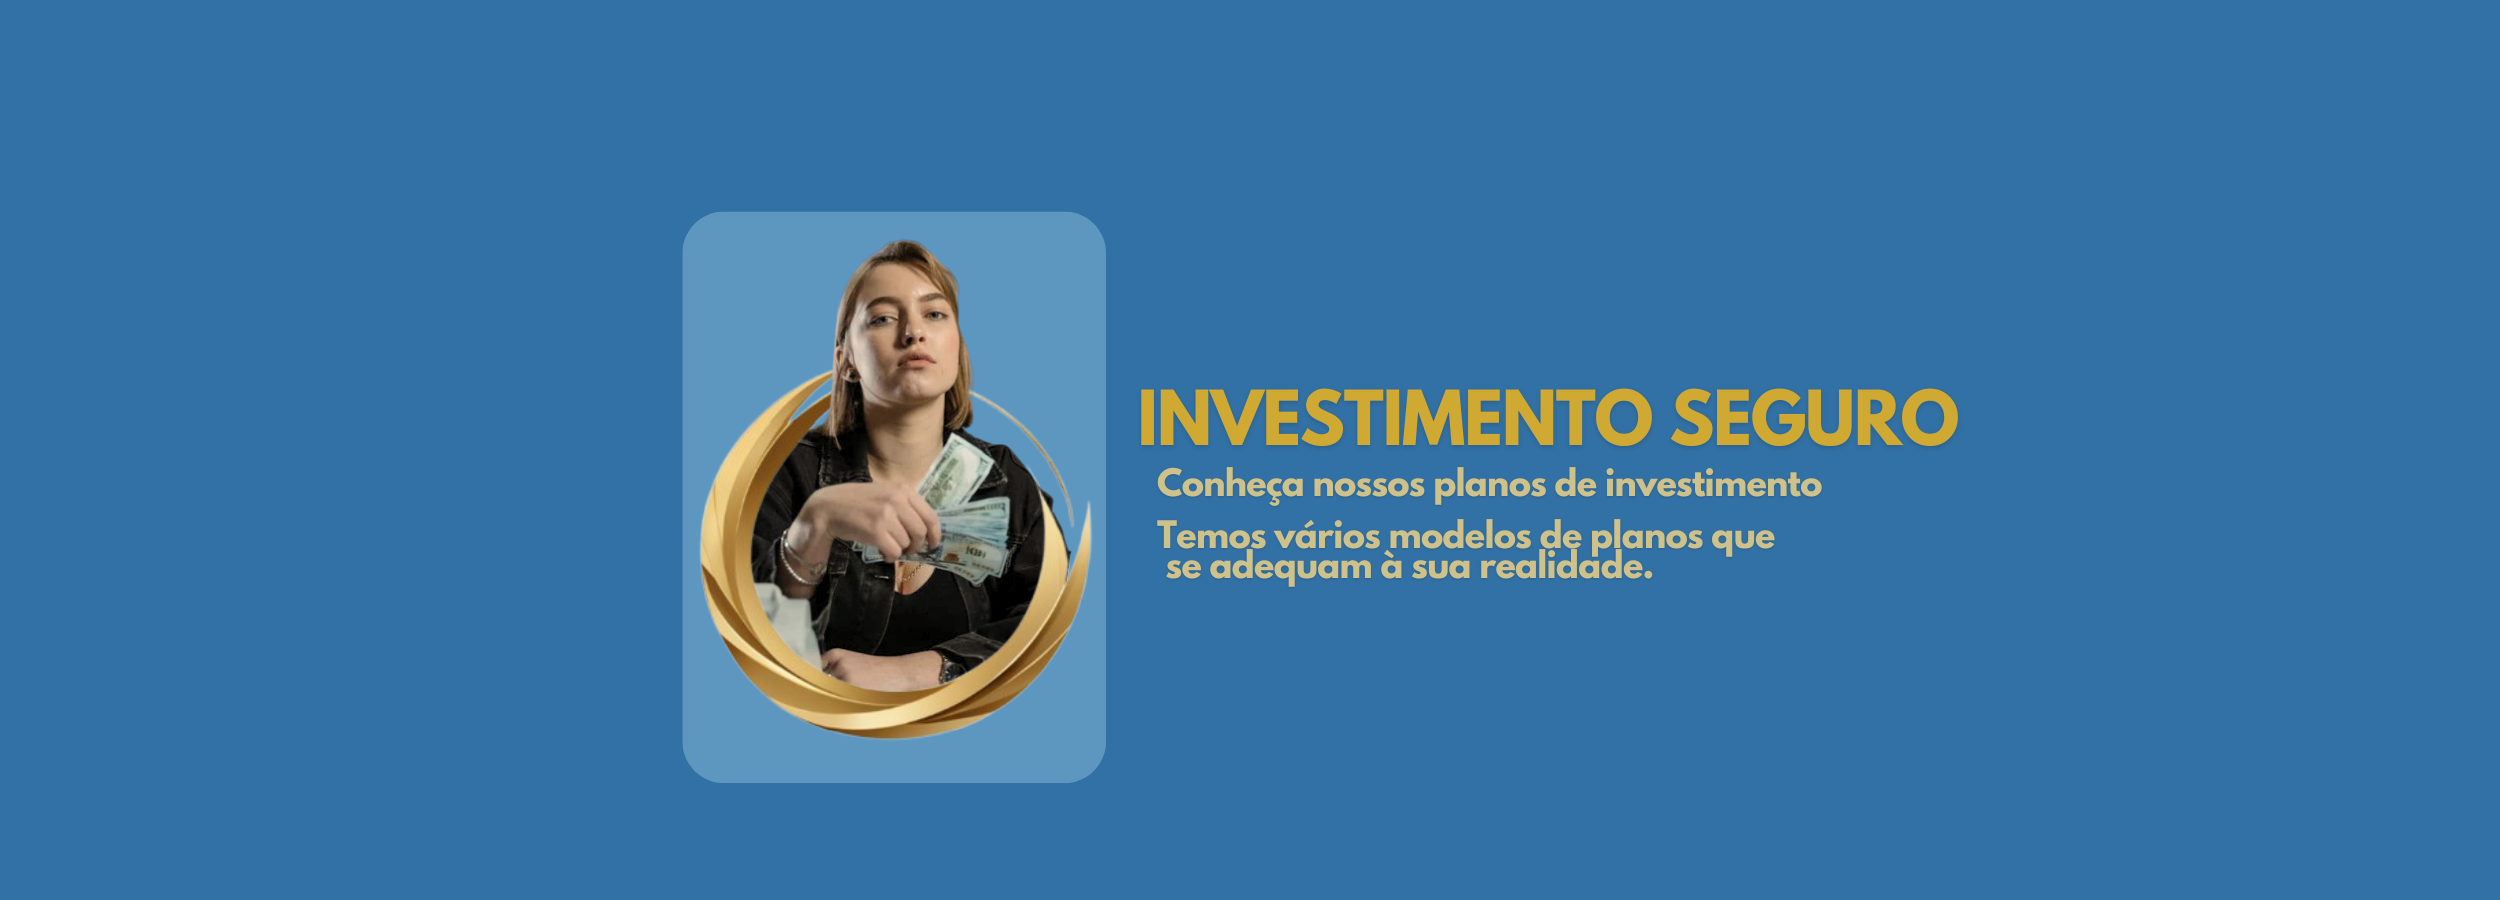 INVESTIMENTO SEGURO
Conheça nossos planos de investimento
Temos vários modelos de planos que
se adequam à sua realidade.